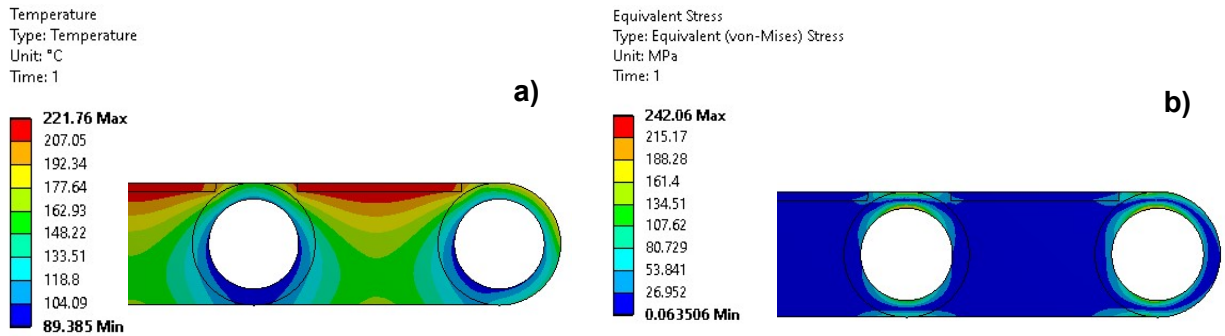 Temperature
Type: Temperature
Unit: °C
Time: 1
a)
221.76 Max
207.05
192.34
177.64
162.93
148.22
133.51
118.8
104.09
89.385 Min
Equivalent Stress
Type: Equivalent (von-Mises) Stress
Unit: MPa
Time: 1
b)
242.06 Max
215.17
188.28
161.4
134.51
107.62
80.729
53.841
26.952
0.063506 Min